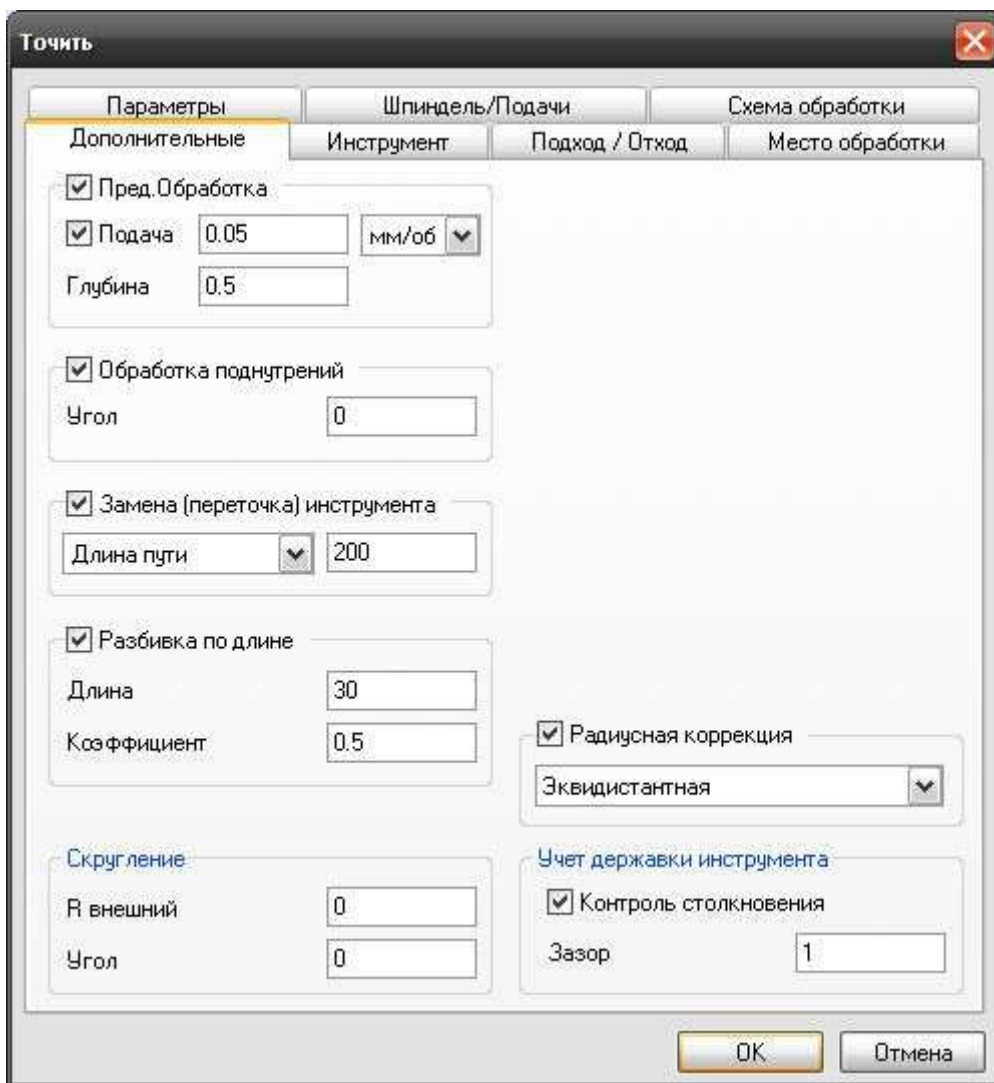 Точить
Параметры Шпиндель/Подачи Схема обработки
Дополнительные Инструмент Подход / Отход Место обработки
Пред.Обработка
Подача 0.05 мм/об
Глубина 0.5
Обработка поднутрений
Угол 0
Замена (переточка) инструмента
Длина пути 200
Разбивка по длине
Длина 30
Коэффициент 0.5
Радиусная коррекция
Эквидистантная
Скругление
R внешний 0
Угол 0
Учет державки инструмента
Контроль столкновения
Зазор 1
OK Отмена